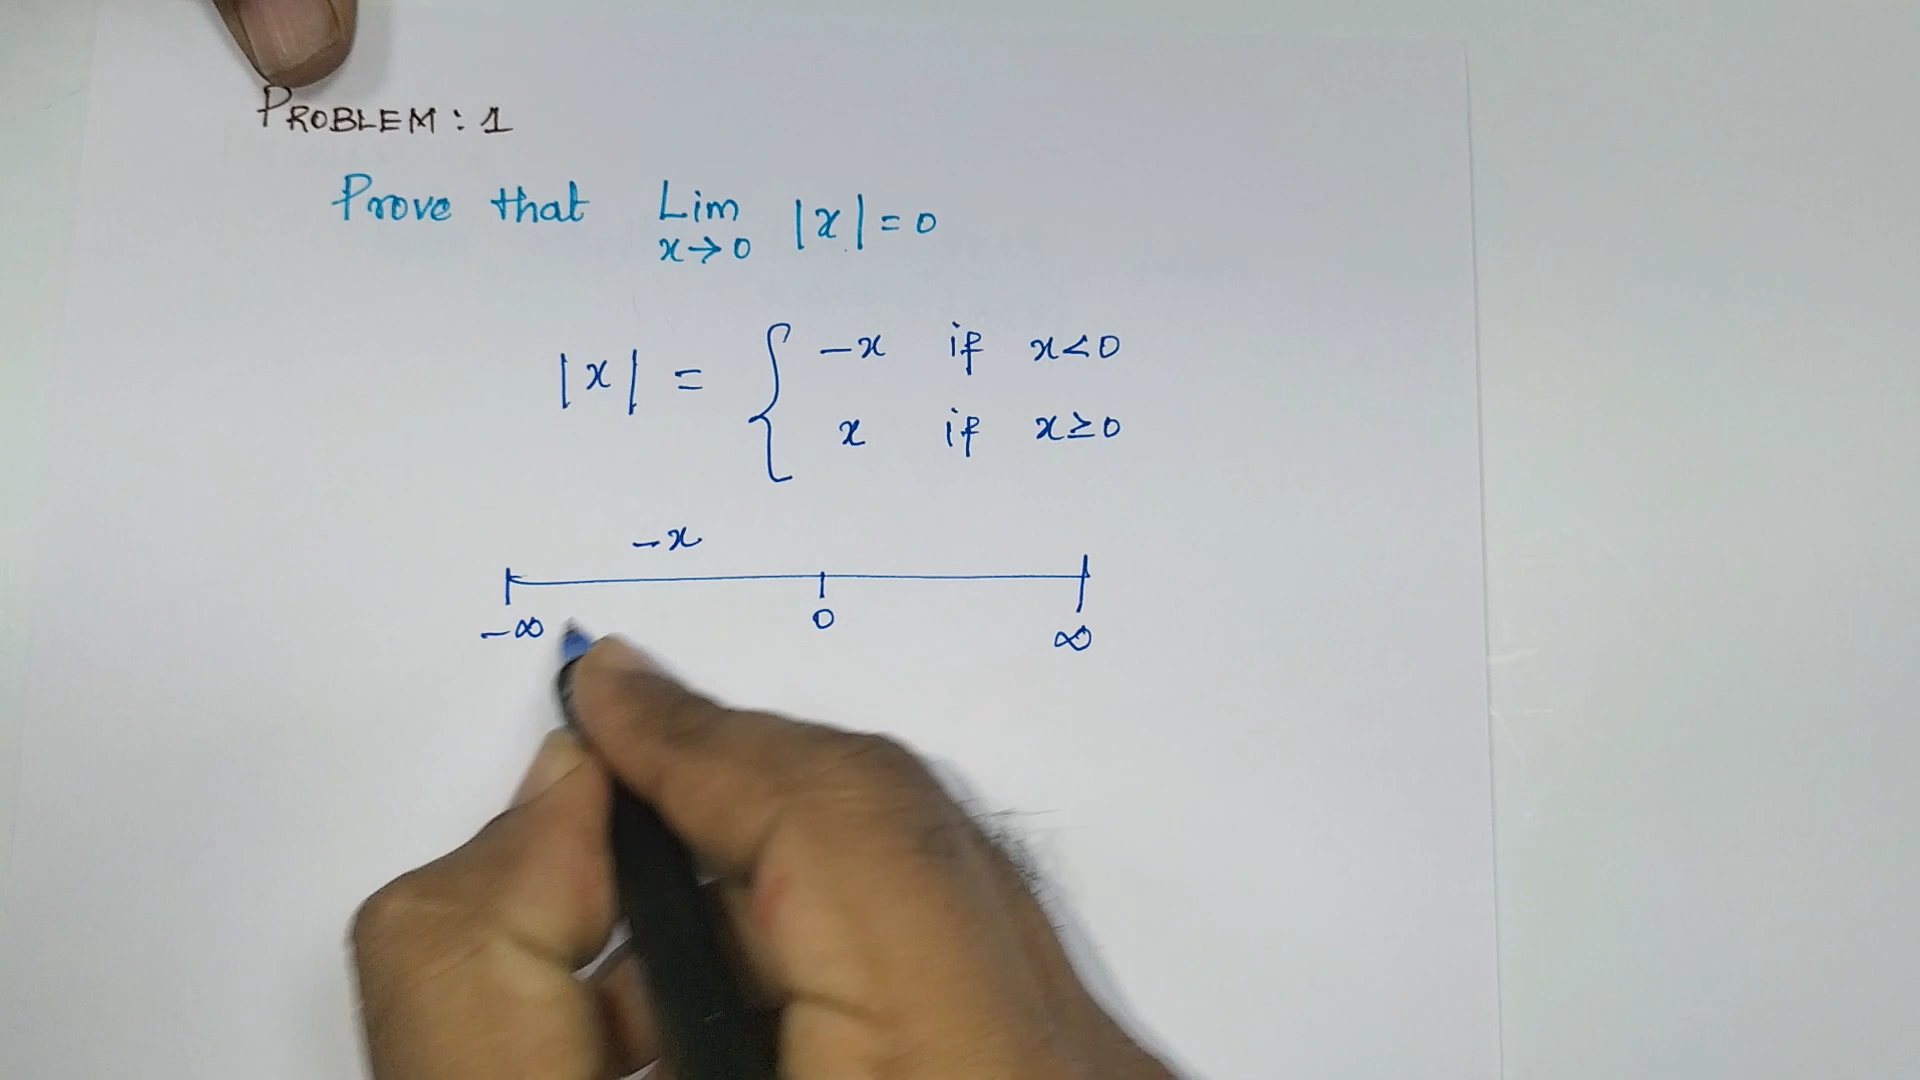 PROBLEM: 1
Prove that Lim |x| = 0
x→0
|x| = { -x if x<0
x if x≥0
-x
-∞ 0 ∞